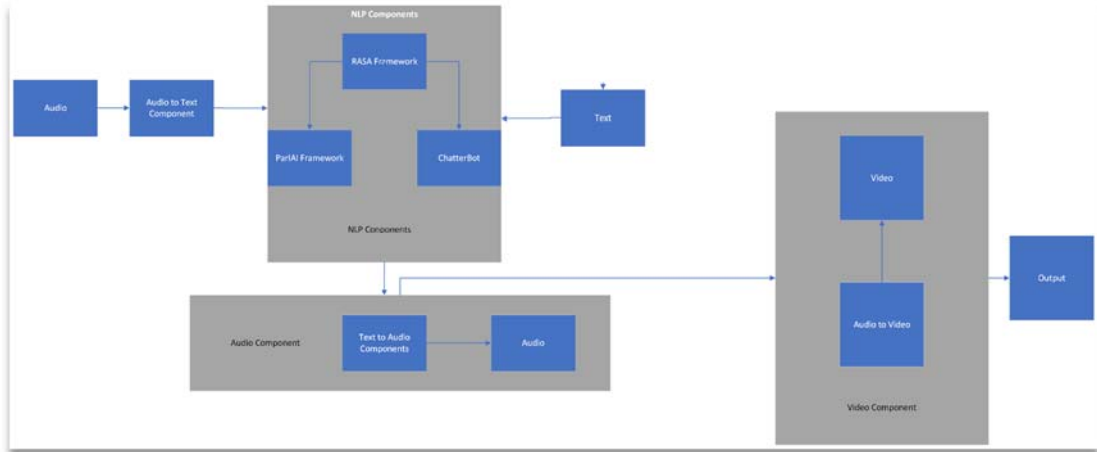 NLP Components
RASA Framework
Audio
Audio to Text
Component
Text
ParlAI Framework
ChatterBot
NLP Components
Video
Output
Audio Component
Text to Audio
Components
Audio
Audio to Video
Video Component